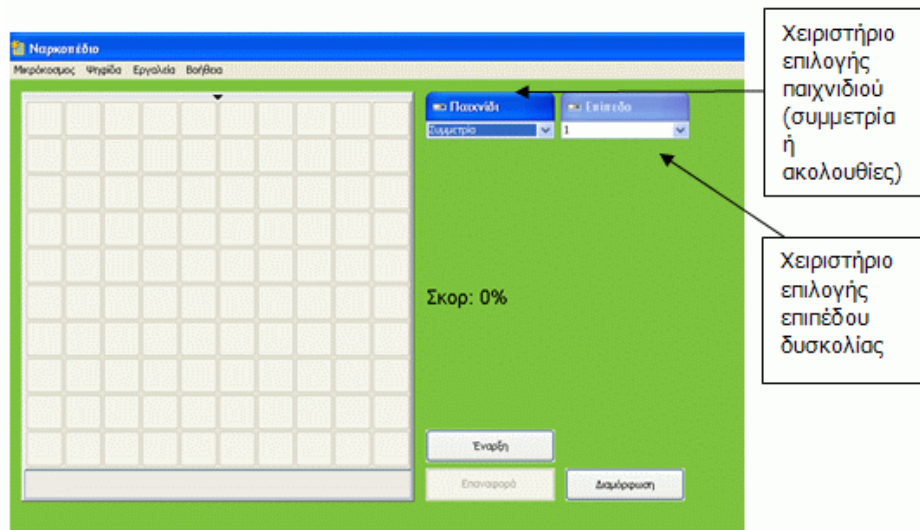 Ναρκοπέδιο
Μικρόκοσμος Ψηφίδα Εργαλεία Βοήθεια
Παιχνίδι
Επίπεδο
Συμμετρία
1
Σκορ: 0%
Έναρξη
Επαναφορά
Διαμόρφωση
Χειριστήριο
επιλογής
παιχνιδιού
(συμμετρία
ή
ακολουθίες)
Χειριστήριο
επιλογής
επιπέδου
δυσκολίας